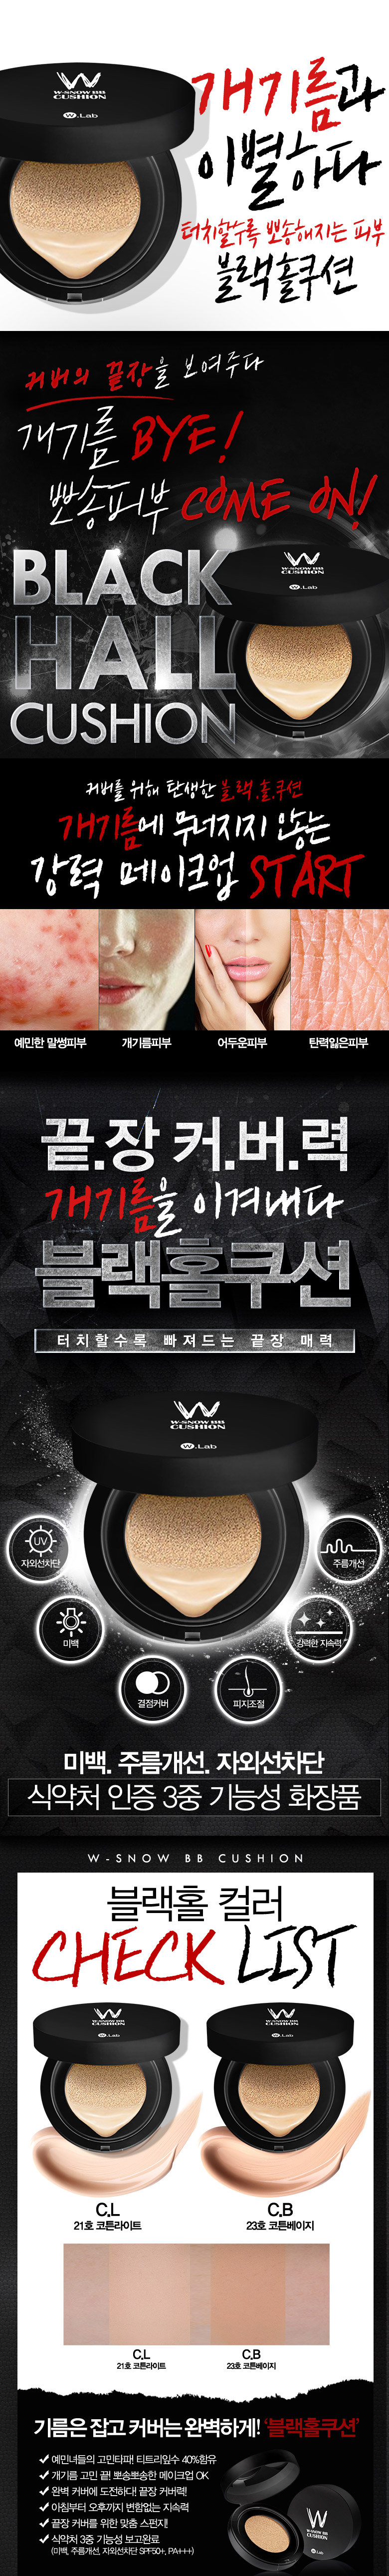 W-SNOW BB
CUSHION
W.Lab
개기름과
이별하다
터치할수록 뽀송해지는 피부
블랙홀쿠션
커버의 끝장을 보여주다
개기름 BYE!
뽀송피부 COME ON!
BLACK
HALL
CUSHION
W-SNOW BB
CUSHION
W.Lab
커버를 위해 탄생한 블.랙.홀.쿠션
개기름에 무너지지 않는
강력 메이크업 START
예민한 말썽피부
개기름피부
어두운피부
탄력잃은피부
끝.장 커.버.력
개기름을 이겨내다
블랙홀쿠션
터치할수록 빠져드는 끝장 매력
W-SNOW BB
CUSHION
W.Lab
UV
자외선차단
주름개선
미백
강력한 지속력
결점커버
피지조절
미백. 주름개선. 자외선차단
식약처 인증 3중 기능성 화장품
W-SNOW BB CUSHION
블랙홀 컬러
CHECK LIST
W-SNOW BB
CUSHION
W.Lab
W-SNOW BB
CUSHION
W.Lab
C.L
21호 코튼라이트
C.B
23호 코튼베이지
C.L
21호 코튼라이트
C.B
23호 코튼베이지
기름은 잡고 커버는 완벽하게! '블랙홀쿠션'
예민녀들의 고민타파! 티트리잎수 40%함유
개기름 고민 끝! 뽀송뽀송한 메이크업 OK
완벽 커버에 도전하다! 끝장 커버력!
아침부터 오후까지 변함없는 지속력
끝장 커버를 위한 맞춤 스펀지!
식약처 3중 기능성 보고완료
(미백, 주름개선, 자외선차단 SPF50+, PA+++)
W-SNOW BB
CUSHION
W.Lab